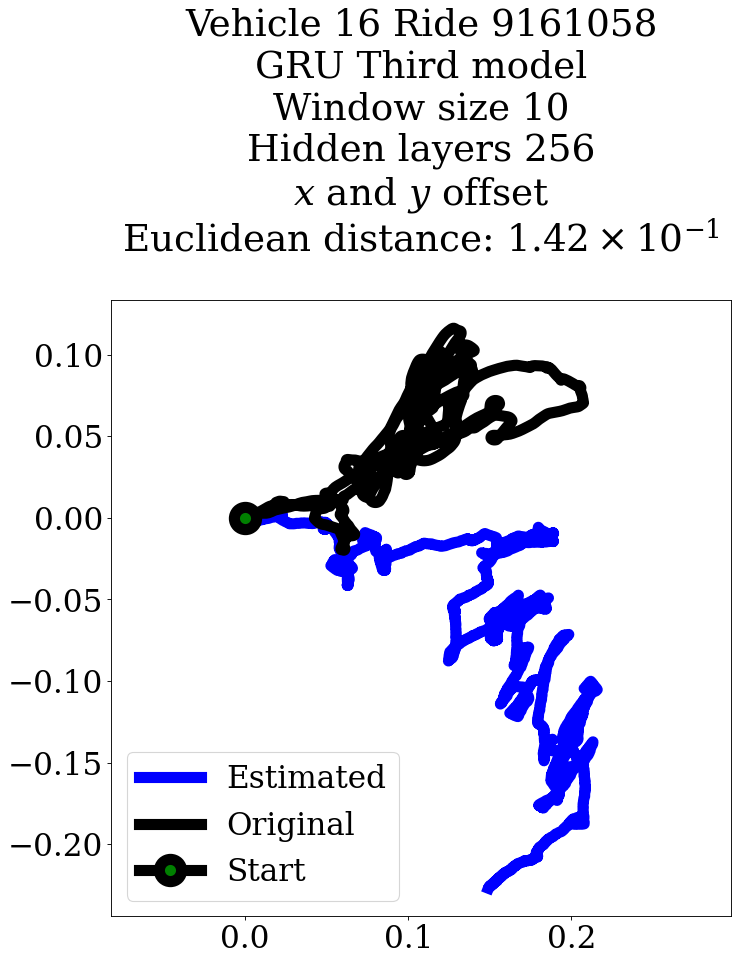 Vehicle 16 Ride 9161058
GRU Third model
Window size 10
Hidden layers 256
x and y offset
Euclidean distance: 1.42 × 10⁻¹
0.10
0.05
0.00
−0.05
−0.10
−0.15
−0.20
Estimated
Original
Start
0.0 0.1 0.2